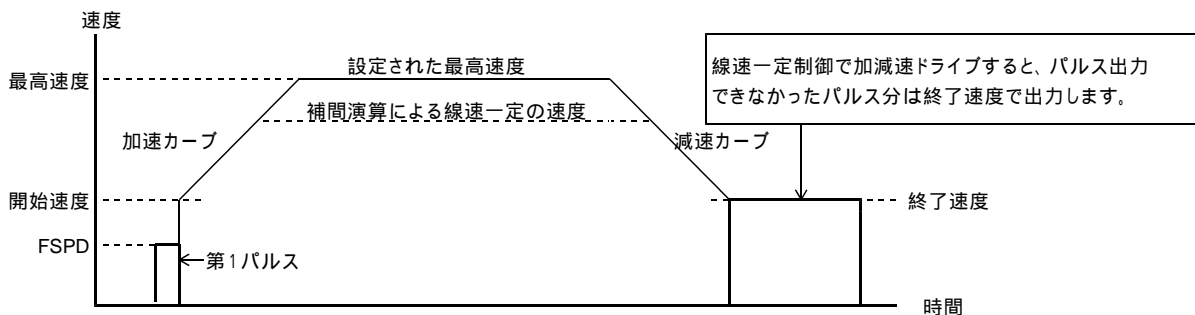 速度
線速一定制御で加減速ドライブすると、パルス出力
できなかったパルス分は終了速度で出力します。
最高速度
設定された最高速度
補間演算による線速一定の速度
加速カーブ
減速カーブ
開始速度
終了速度
FSPD
第1パルス
時間